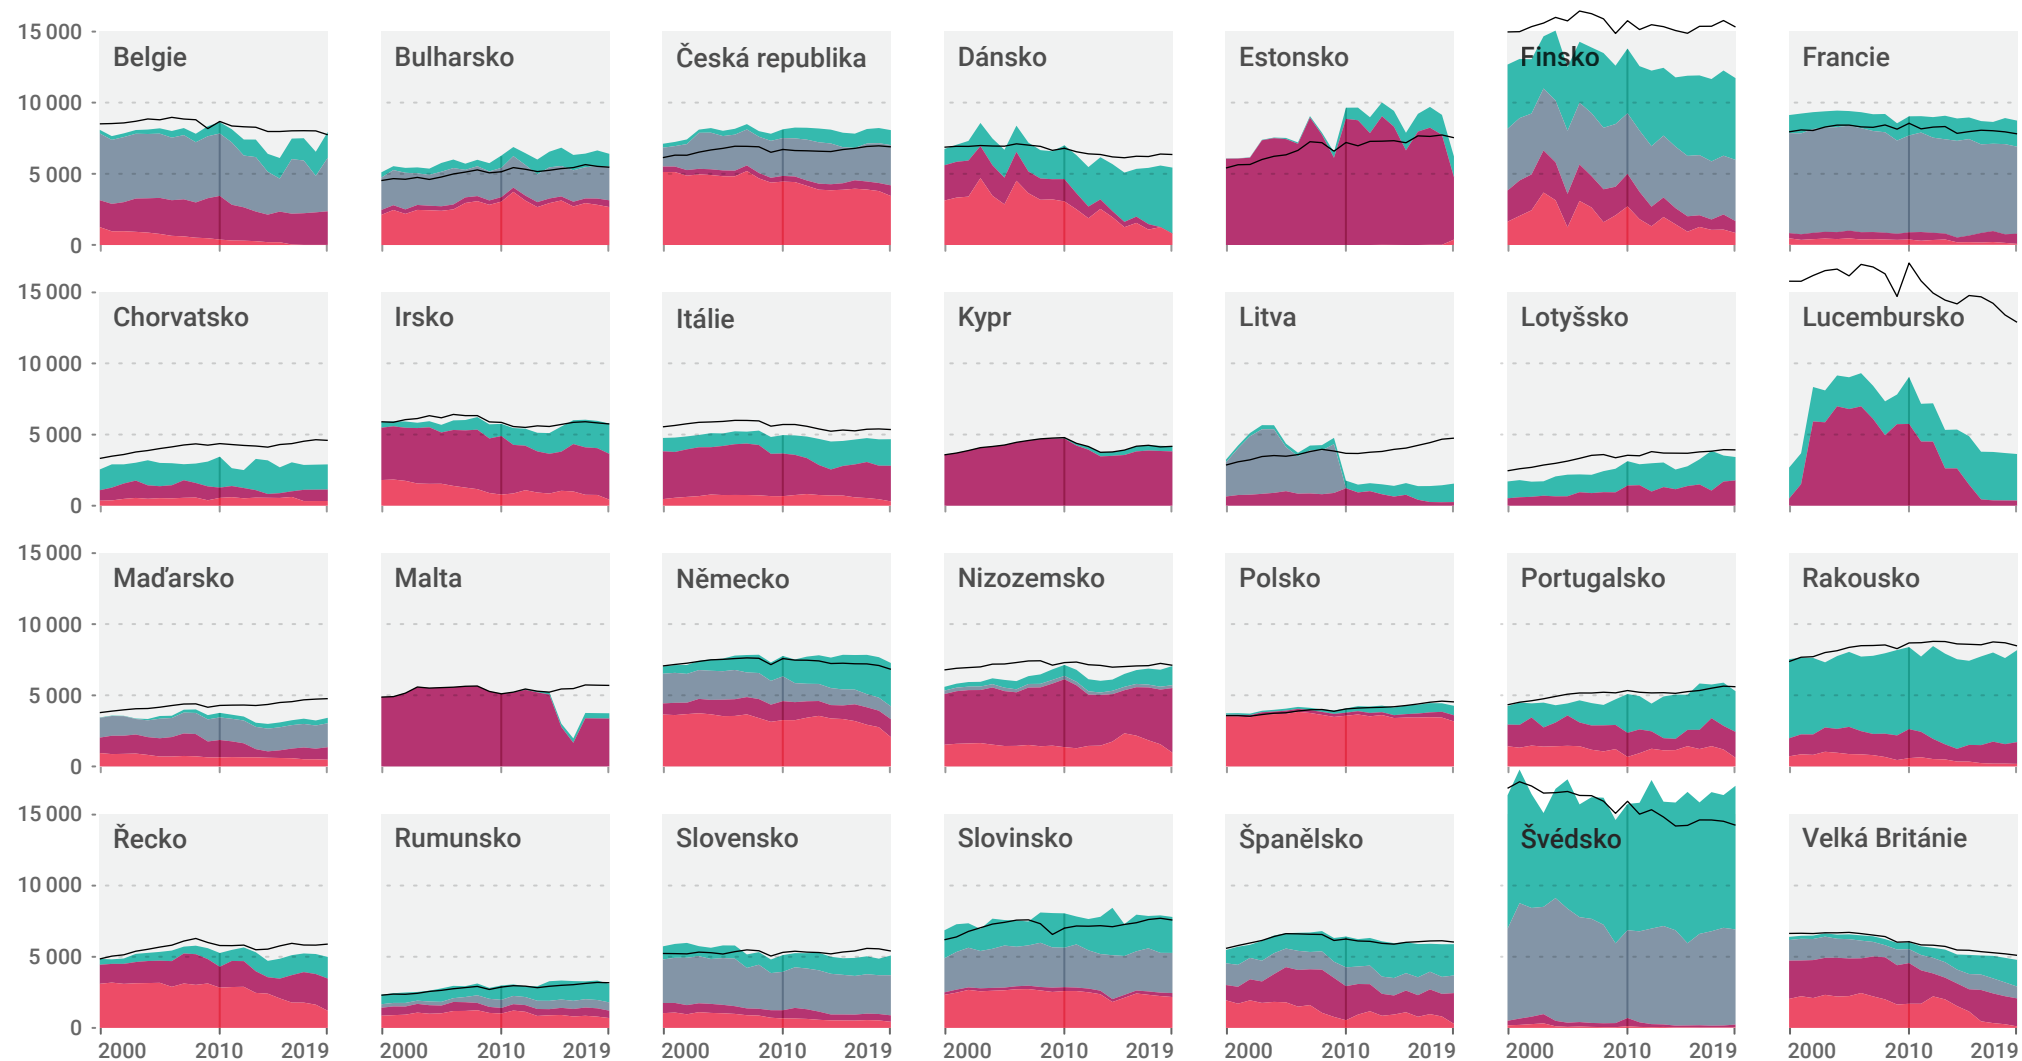 15 000
Belgie
Bulharsko
Česká republika
Dánsko
Estonsko
Finsko
Francie
10 000
5 000
0
15 000
Chorvatsko
Irsko
Itálie
Kypr
Litva
Lotyšsko
Lucembursko
10 000
5 000
0
15 000
Maďarsko
Malta
Německo
Nizozemsko
Polsko
Portugalsko
Rakousko
10 000
5 000
0
15 000
Řecko
Rumunsko
Slovensko
Slovinsko
Španělsko
Švédsko
Velká Británie
10 000
5 000
0
2000 2010 2019
2000 2010 2019
2000 2010 2019
2000 2010 2019
2000 2010 2019
2000 2010 2019
2000 2010 2019